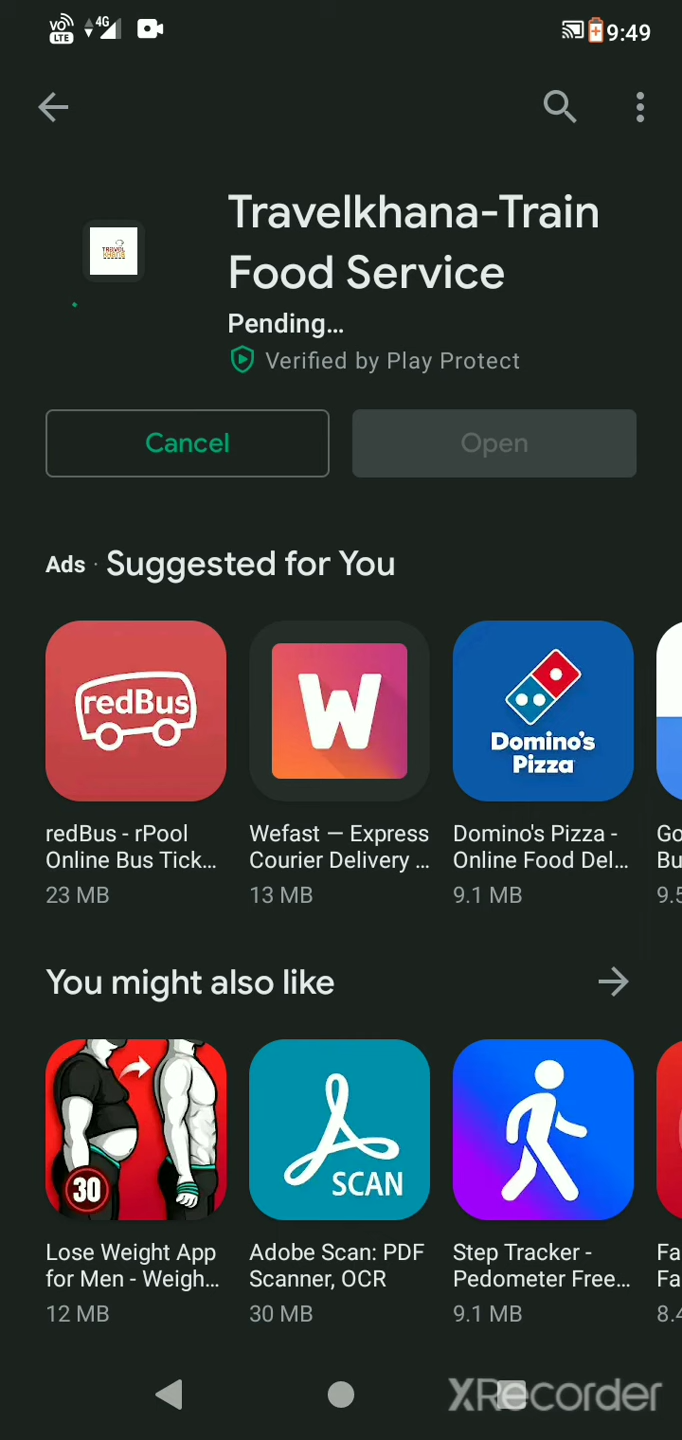 VO
LTE
4G
9:49
Travelkhana-Train
Food Service
Pending…
Verified by Play Protect
Cancel
Open
Ads · Suggested for You
redBus
W
Domino's
Pizza
redBus - rPool
Online Bus Tick…
23 MB
Wefast — Express
Courier Delivery …
13 MB
Domino's Pizza -
Online Food Del…
9.1 MB
Go
Bu
9.5
You might also like
30
SCAN
Lose Weight App
for Men - Weigh…
12 MB
Adobe Scan: PDF
Scanner, OCR
30 MB
Step Tracker -
Pedometer Free…
9.1 MB
Fa
Fa
8.4
XRecorder